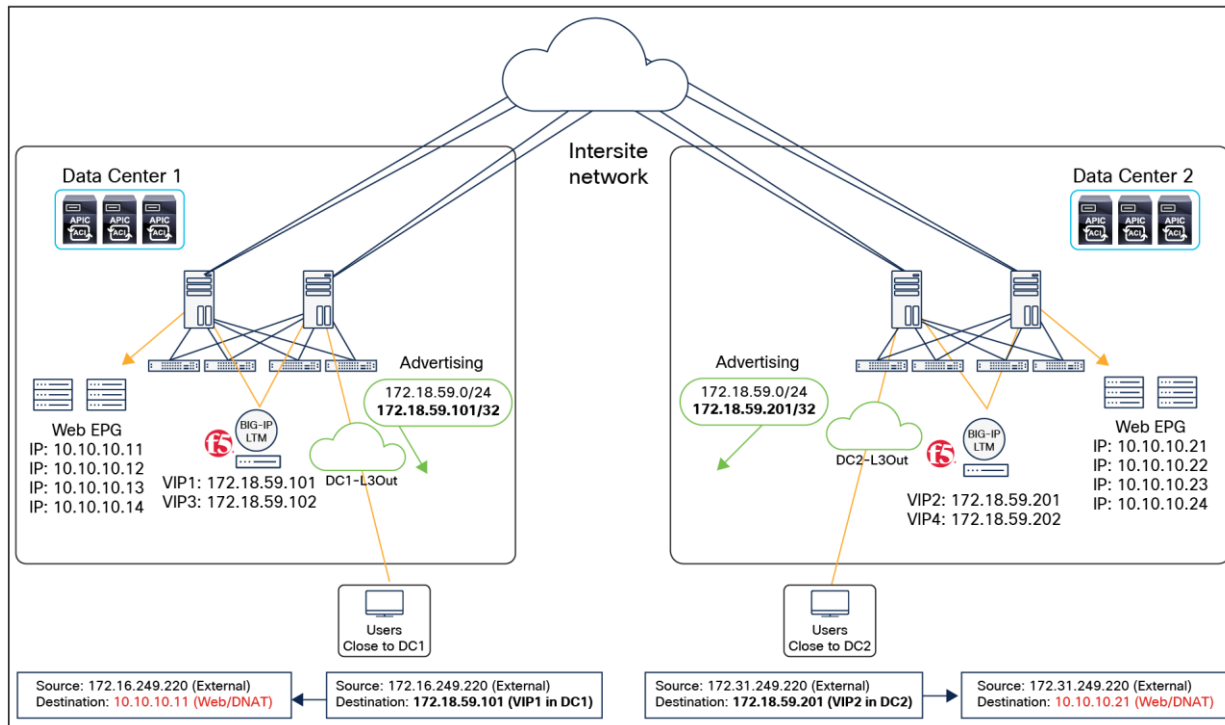 Intersite
network
Data Center 1
APIC
ACI
APIC
ACI
APIC
ACI
Data Center 2
APIC
ACI
APIC
ACI
APIC
ACI
Advertising
172.18.59.0/24
172.18.59.101/32
Advertising
172.18.59.0/24
172.18.59.201/32
Web EPG
IP: 10.10.10.11
IP: 10.10.10.12
IP: 10.10.10.13
IP: 10.10.10.14
f5
BIG-IP
LTM
VIP1: 172.18.59.101
VIP3: 172.18.59.102
DC1-L3Out
DC2-L3Out
f5
BIG-IP
LTM
VIP2: 172.18.59.201
VIP4: 172.18.59.202
Web EPG
IP: 10.10.10.21
IP: 10.10.10.22
IP: 10.10.10.23
IP: 10.10.10.24
Users
Close to DC1
Users
Close to DC2
Source: 172.16.249.220 (External)
Destination: 10.10.10.11 (Web/DNAT)
Source: 172.16.249.220 (External)
Destination: 172.18.59.101 (VIP1 in DC1)
Source: 172.31.249.220 (External)
Destination: 172.18.59.201 (VIP2 in DC2)
Source: 172.31.249.220 (External)
Destination: 10.10.10.21 (Web/DNAT)